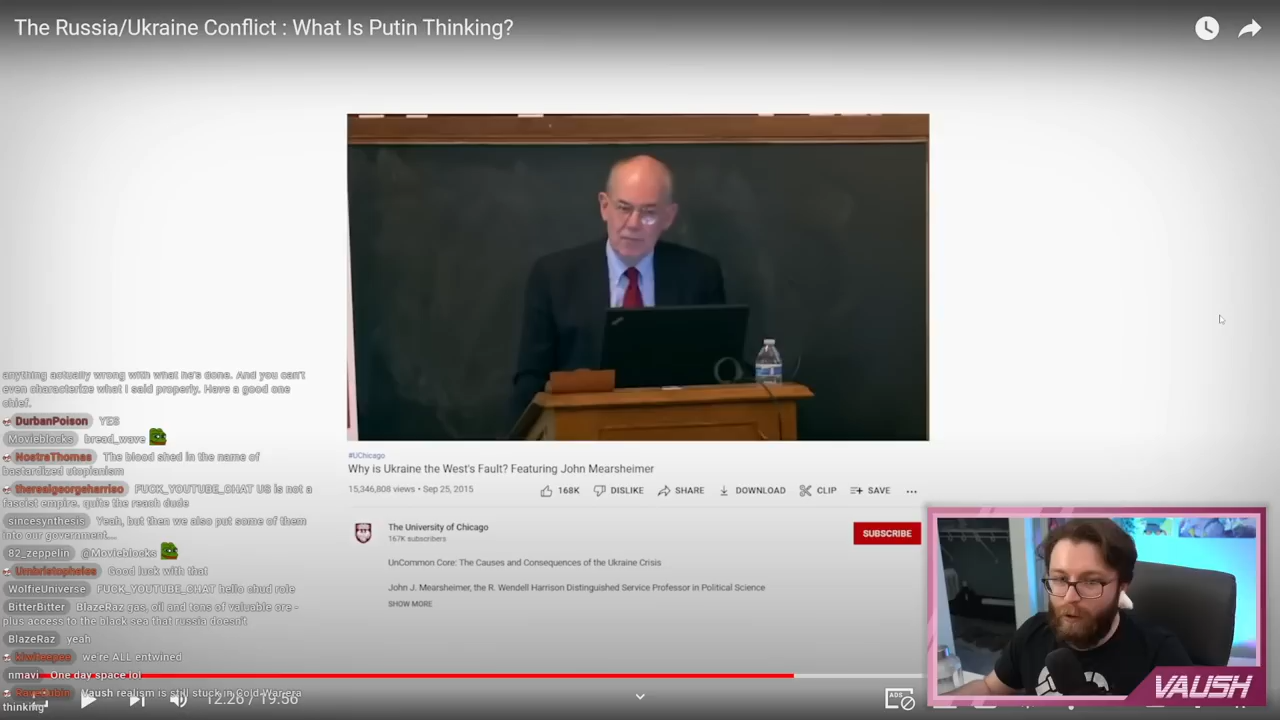 The Russia/Ukraine Conflict : What Is Putin Thinking?
#UChicago
Why is Ukraine the West's Fault? Featuring John Mearsheimer
15,346,808 views • Sep 25, 2015
168K
DISLIKE
SHARE
DOWNLOAD
CLIP
SAVE
The University of Chicago
167K subscribers
SUBSCRIBE
UnCommon Core: The Causes and Consequences of the Ukraine Crisis
John J. Mearsheimer, the R. Wendell Harrison Distinguished Service Professor in Political Science
SHOW MORE
anything actually wrong with what he's done. And you can't
even characterize what I said properly. Have a good one
chief.
DurbanPoison YES
Movieblocks bread_wave
NostraThomas The blood shed in the name of
bastardized utopianism
therealgeorgeharriso FUCK_YOUTUBE_CHAT US is not a
fascist empire. quite the reach dude
sincesynthesis Yeah, but then we also put some of them
into our government...
82_zeppelin @Movieblocks
Umbristopheles Good luck with that
WolfieUniverse FUCK_YOUTUBE_CHAT hello chud role
BitterBitter BlazeRaz gas, oil and tons of valuable ore -
plus access to the black sea that russia doesn't
BlazeRaz yeah
kiwiteepee we're ALL entwined
nmavi One day space lol
Vaush realism is still stuck in Cold War era
thinking
12:26 / 19:56
ADS
VAUSH